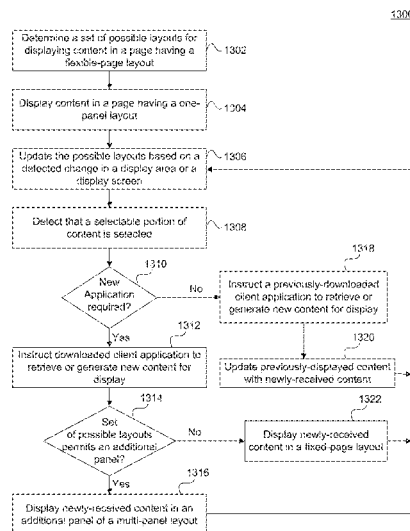 1300
Determine a set of possible layouts for
displaying content in a page having a
flexible-page layout
1302
Display content in a page having a one-
panel layout
1304
Update the possible layouts based on a
detected change in a display area or a
display screen
1306
Detect that a selectable portion of
content is selected
1308
1310
New
Application
required?
No
Yes
1318
Instruct a previously-downloaded
client application to retrieve or
generate new content for display
1312
Instruct downloaded client application to
retrieve or generate new content for
display
1320
Update previously-displayed content
with newly-received content
1314
Set
of possible layouts
permits an additional
panel?
No
Yes
1322
Display newly-received
content in a fixed-page layout
1316
Display newly-received content in an
additional panel of a multi-panel layout